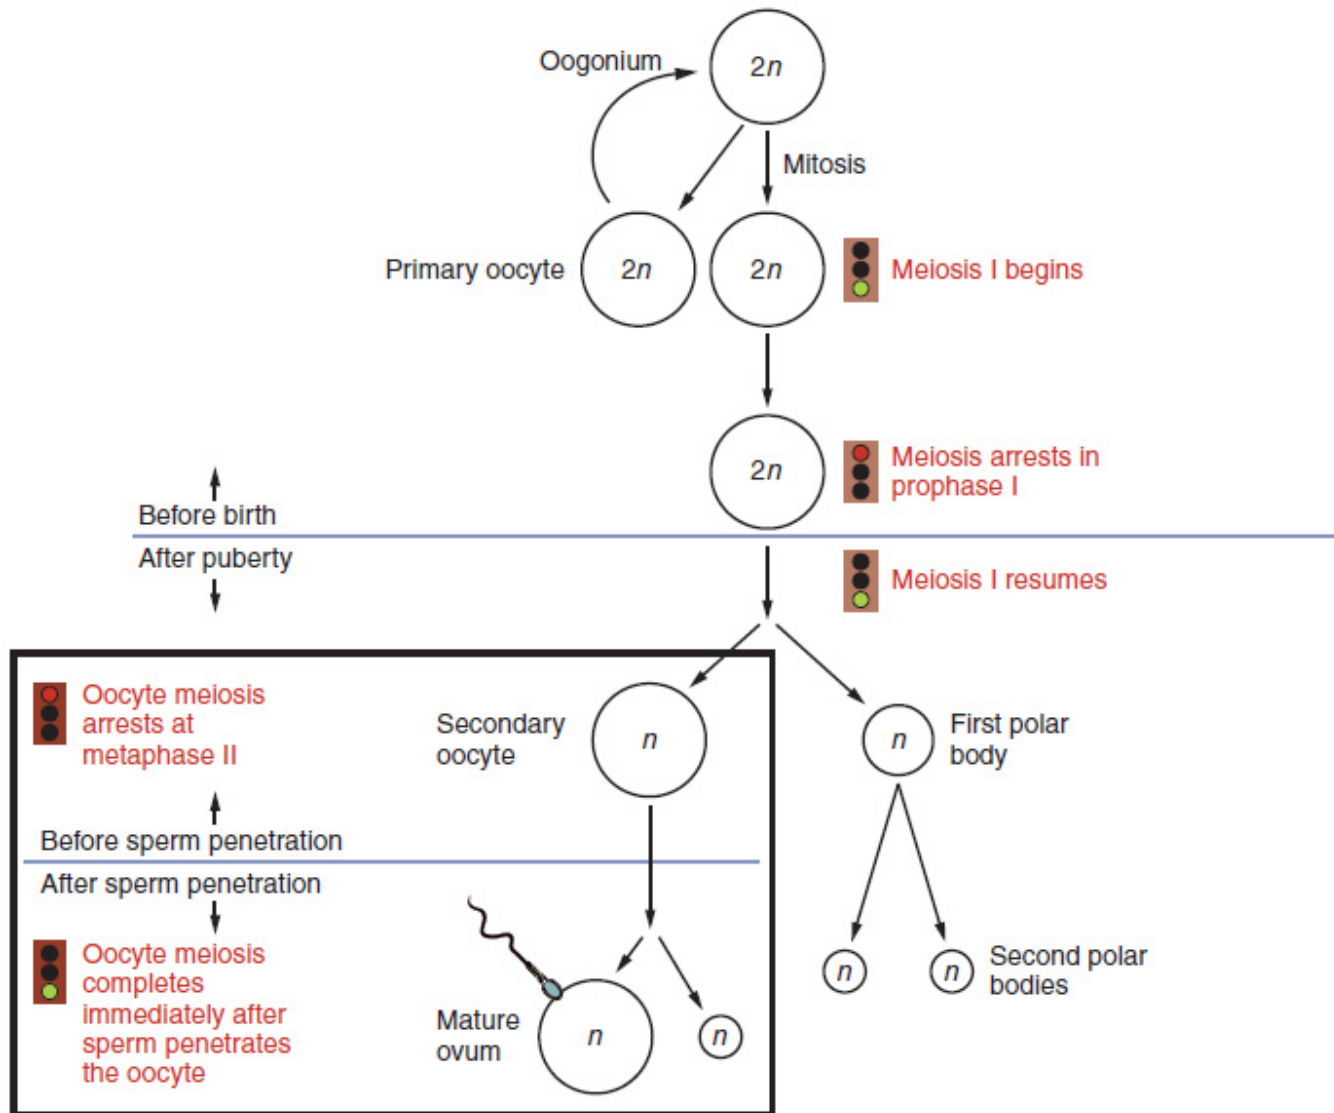 Oogonium
2n
Mitosis
Primary oocyte
2n
2n
Meiosis I begins
2n
Meiosis arrests in
prophase I
Before birth
After puberty
Meiosis I resumes
Oocyte meiosis
arrests at
metaphase II
Secondary
oocyte
n
n
First polar
body
Before sperm penetration
After sperm penetration
Oocyte meiosis
completes
immediately after
sperm penetrates
the oocyte
Mature
ovum
n
n
n
n
Second polar
bodies